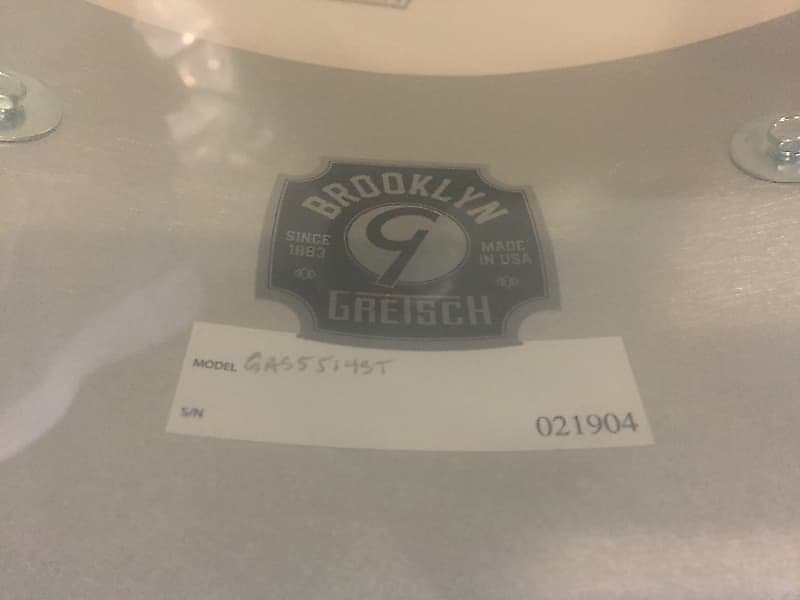 BROOKLYN
SINCE
1883
G
MADE
IN USA
GRETSCH
MODEL GAS5514ST
S/N
021904